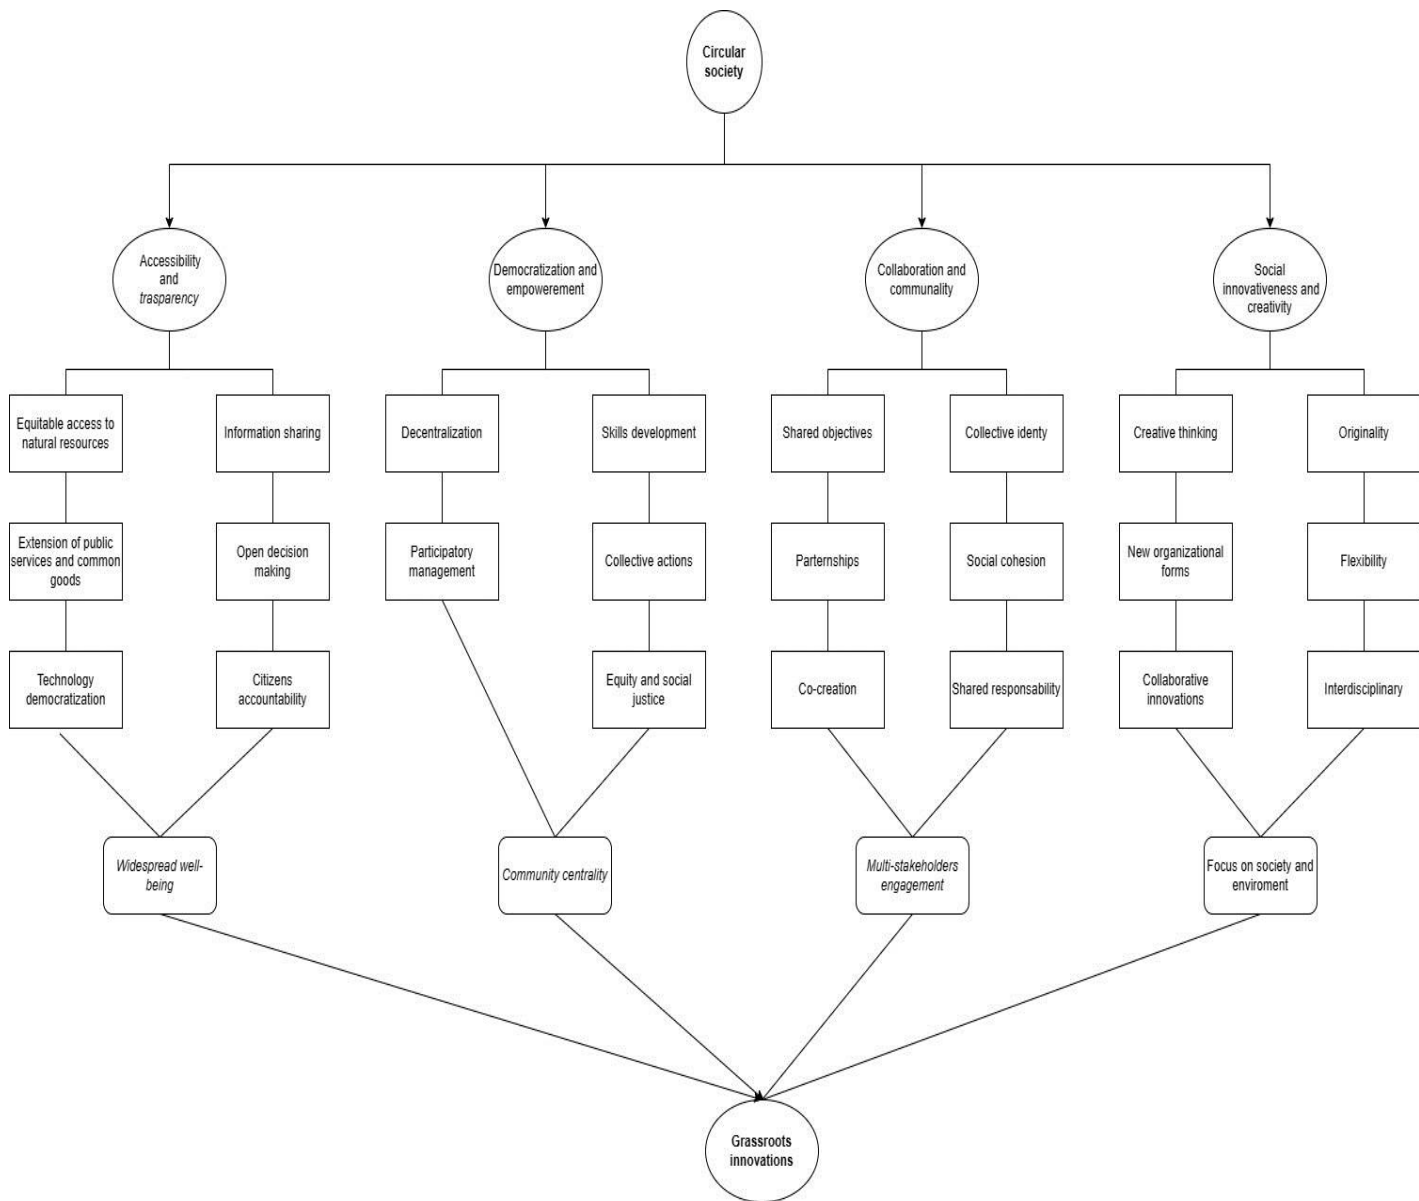 Circular
society
Accessibility
and
trasparency
Democratization and
empowerement
Collaboration and
communality
Social
innovativeness and
creativity
Equitable access to
natural resources
Information sharing
Decentralization
Skills development
Shared objectives
Collective identy
Creative thinking
Originality
Extension of public
services and common
goods
Open decision
making
Participatory
management
Collective actions
Parternships
Social cohesion
New organizational
forms
Flexibility
Technology
democratization
Citizens
accountability
Equity and social
justice
Co-creation
Shared responsability
Collaborative
innovations
Interdisciplinary
Widespread well-
being
Community centrality
Multi-stakeholders
engagement
Focus on society and
enviroment
Grassroots
innovations